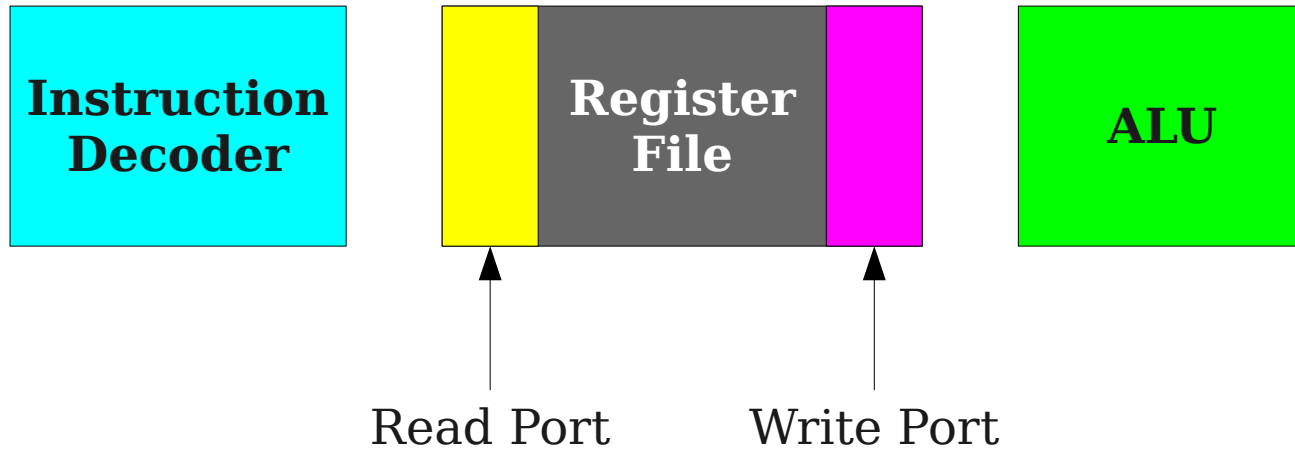 Instruction
Decoder
Register
File
ALU
Read Port
Write Port